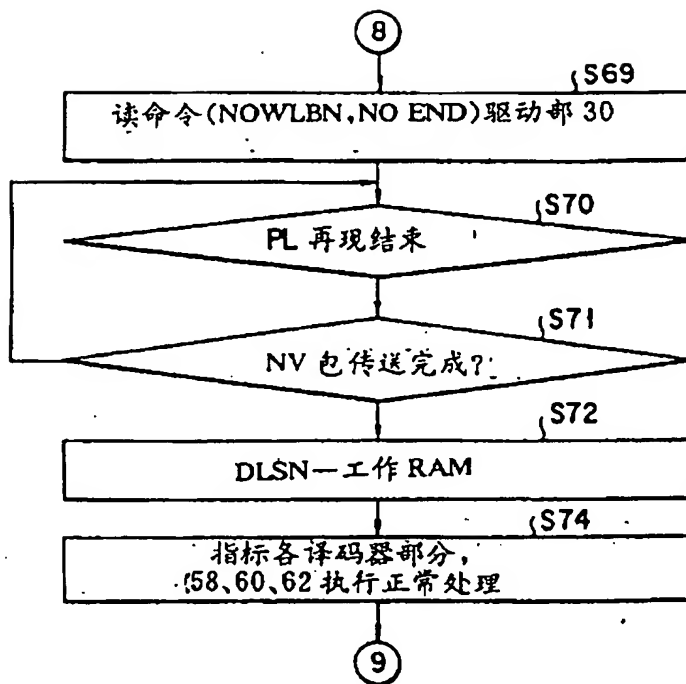 8
S69
读命令(NOWLBN,NO END)驱动部 30
S70
PL 再现结束
S71
NV 包传送完成?
S72
DLSN—工作 RAM
S74
指标各译码器部分,
58、60、62 执行正常处理
9